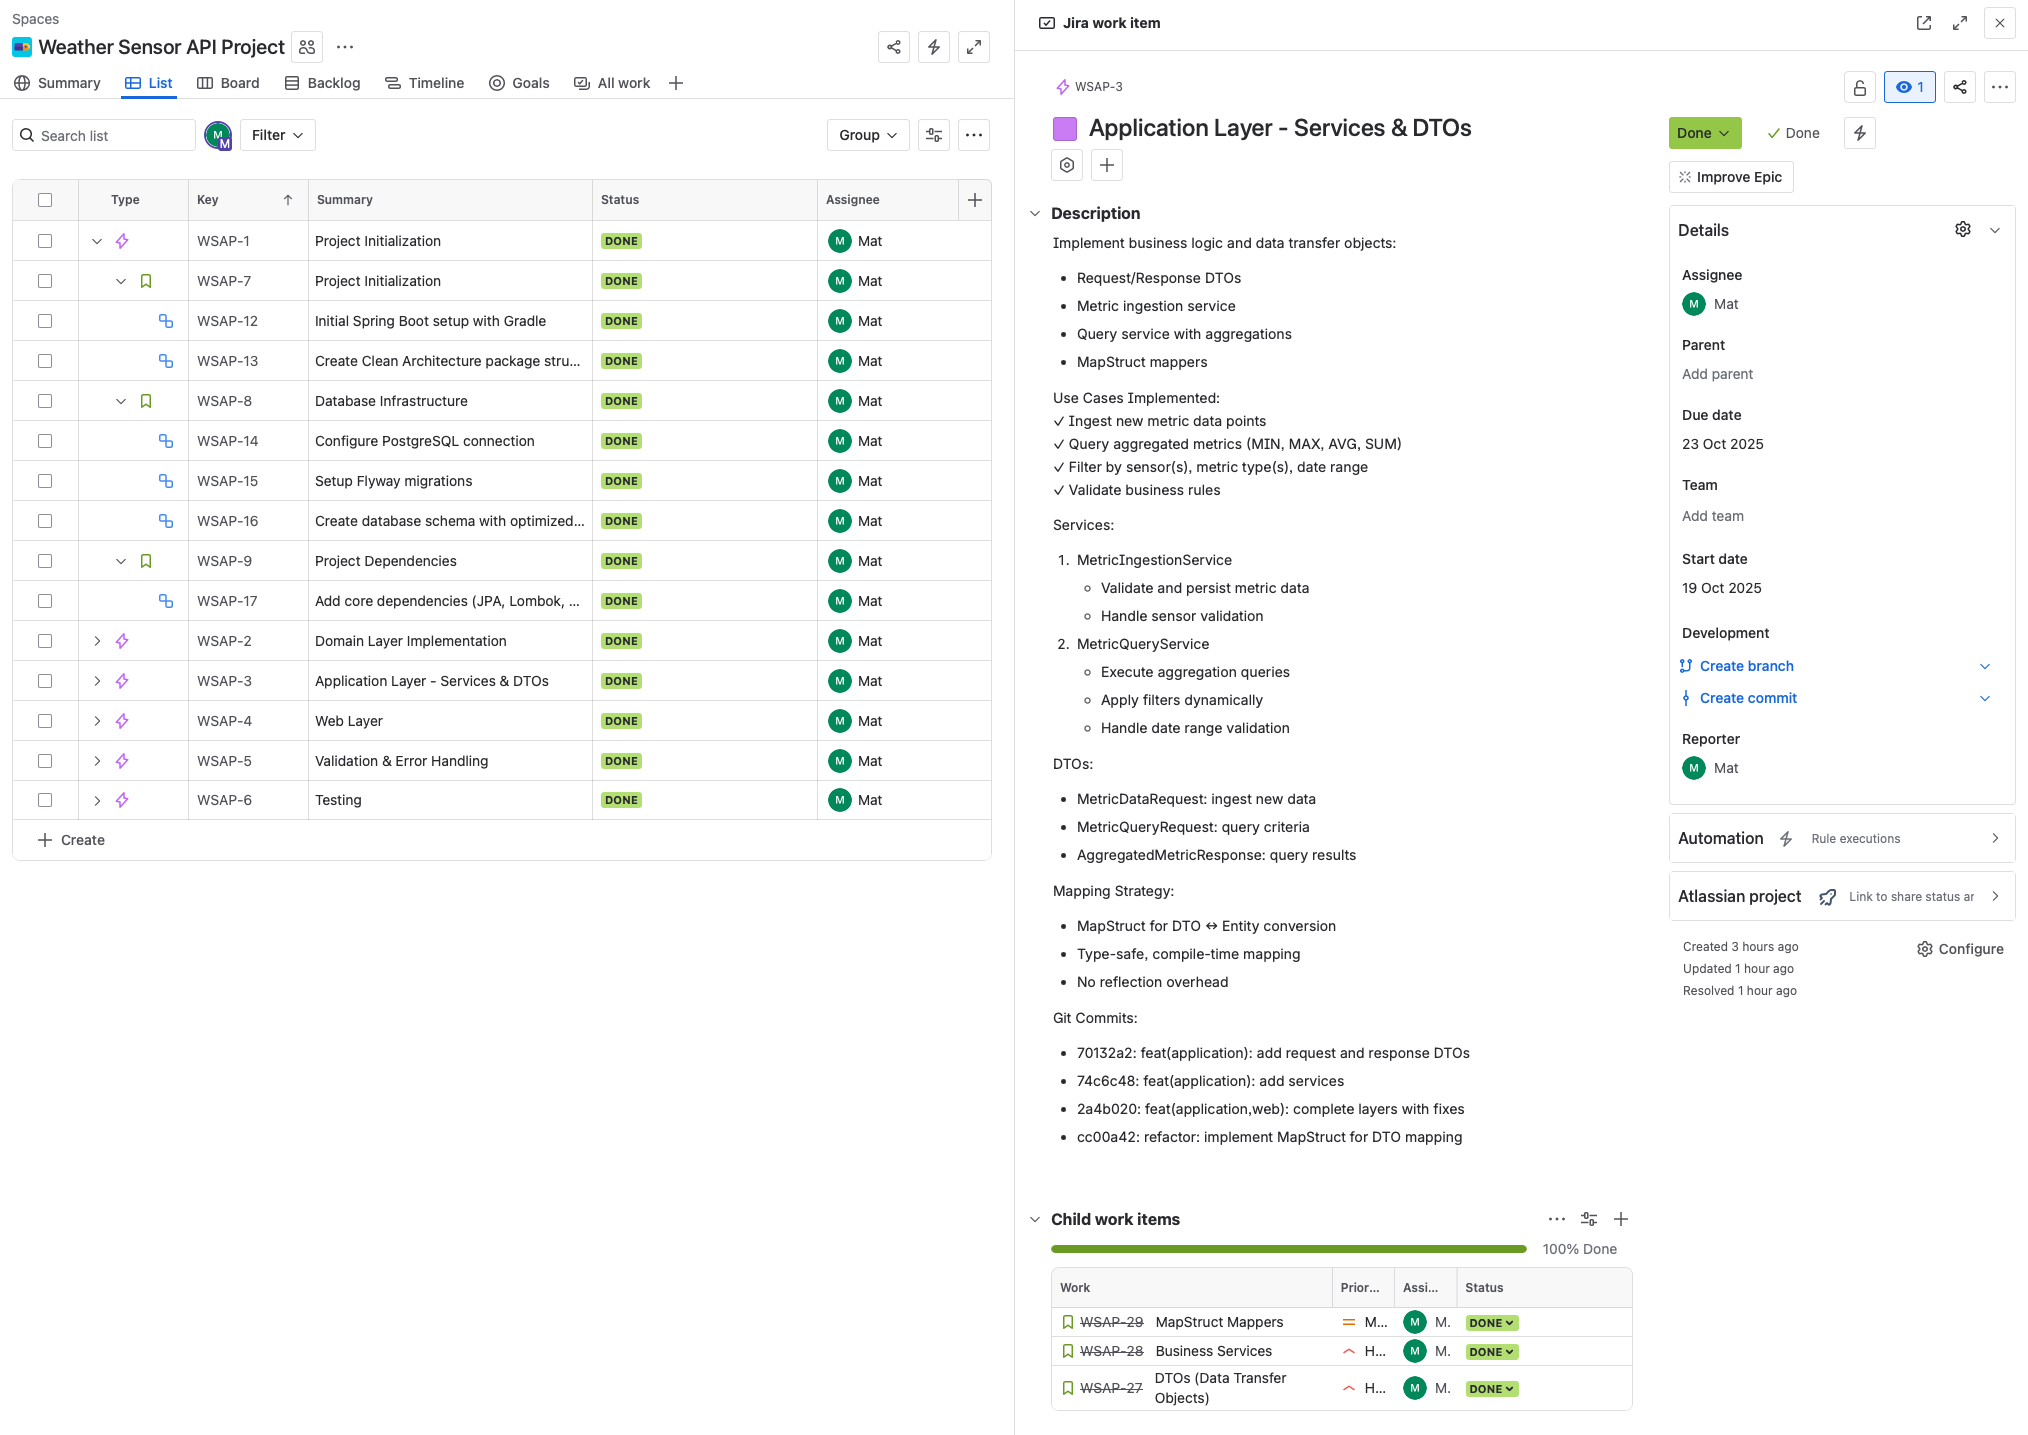 Spaces
Weather Sensor API Project
Summary List Board Backlog Timeline Goals All work
Search list M M Filter Group
Type Key Summary Status Assignee
WSAP-1 Project Initialization DONE M Mat
WSAP-7 Project Initialization DONE M Mat
WSAP-12 Initial Spring Boot setup with Gradle DONE M Mat
WSAP-13 Create Clean Architecture package stru... DONE M Mat
WSAP-8 Database Infrastructure DONE M Mat
WSAP-14 Configure PostgreSQL connection DONE M Mat
WSAP-15 Setup Flyway migrations DONE M Mat
WSAP-16 Create database schema with optimized... DONE M Mat
WSAP-9 Project Dependencies DONE M Mat
WSAP-17 Add core dependencies (JPA, Lombok, ... DONE M Mat
WSAP-2 Domain Layer Implementation DONE M Mat
WSAP-3 Application Layer - Services & DTOs DONE M Mat
WSAP-4 Web Layer DONE M Mat
WSAP-5 Validation & Error Handling DONE M Mat
WSAP-6 Testing DONE M Mat
Create
Jira work item
WSAP-3
Application Layer - Services & DTOs
Description
Implement business logic and data transfer objects:
• Request/Response DTOs
• Metric ingestion service
• Query service with aggregations
• MapStruct mappers
Use Cases Implemented:
✓ Ingest new metric data points
✓ Query aggregated metrics (MIN, MAX, AVG, SUM)
✓ Filter by sensor(s), metric type(s), date range
✓ Validate business rules
Services:
1. MetricIngestionService
◦ Validate and persist metric data
◦ Handle sensor validation
2. MetricQueryService
◦ Execute aggregation queries
◦ Apply filters dynamically
◦ Handle date range validation
DTOs:
• MetricDataRequest: ingest new data
• MetricQueryRequest: query criteria
• AggregatedMetricResponse: query results
Mapping Strategy:
• MapStruct for DTO ↔ Entity conversion
• Type-safe, compile-time mapping
• No reflection overhead
Git Commits:
• 70132a2: feat(application): add request and response DTOs
• 74c6c48: feat(application): add services
• 2a4b020: feat(application,web): complete layers with fixes
• cc00a42: refactor: implement MapStruct for DTO mapping
Child work items
100% Done
Work Prior... Assi... Status
WSAP-29 MapStruct Mappers M... M M. DONE
WSAP-28 Business Services H... M M. DONE
WSAP-27 DTOs (Data Transfer Objects) H... M M. DONE
1
Done ✓ Done
Improve Epic
Details
Assignee
M Mat
Parent
Add parent
Due date
23 Oct 2025
Team
Add team
Start date
19 Oct 2025
Development
Create branch
Create commit
Reporter
M Mat
Automation Rule executions
Atlassian project Link to share status ar
Created 3 hours ago
Updated 1 hour ago
Resolved 1 hour ago
Configure